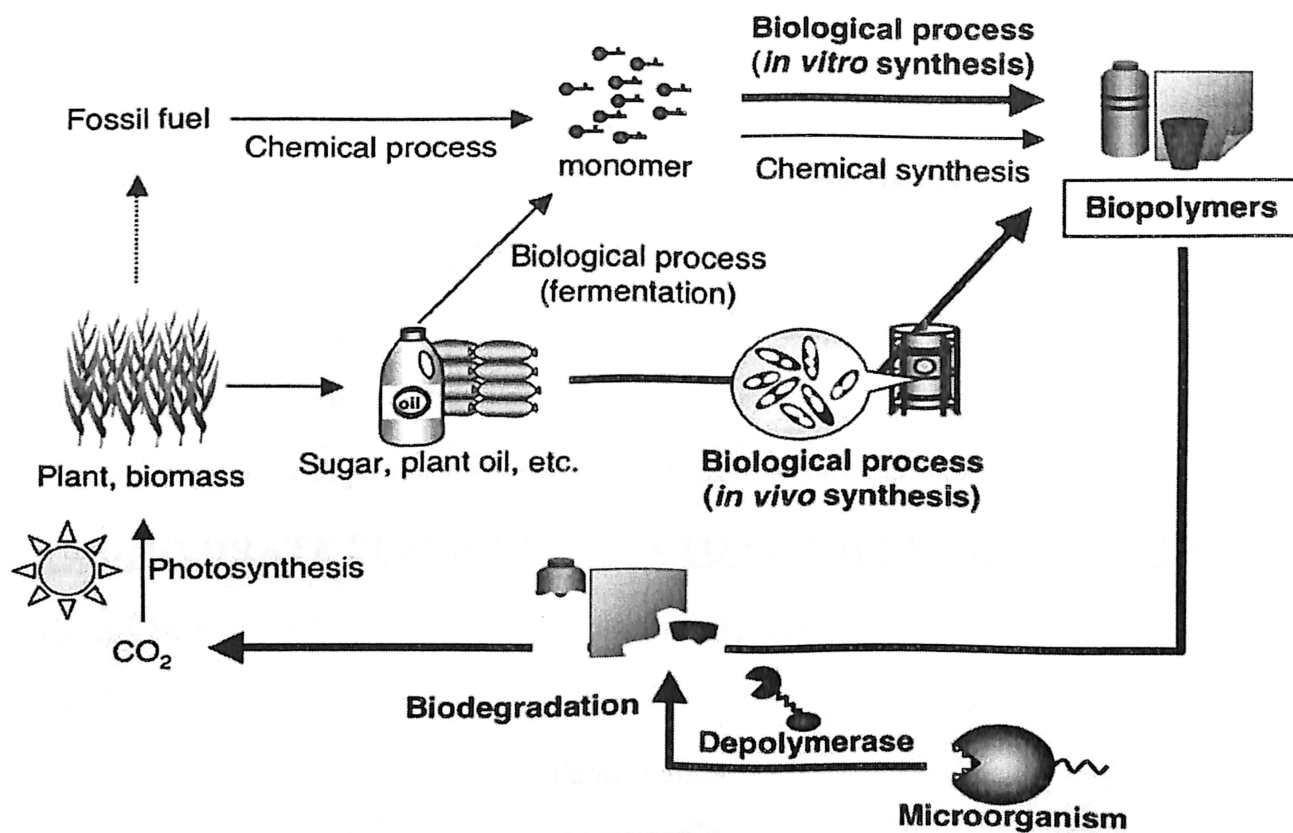 Biological process
(in vitro synthesis)
Fossil fuel
Chemical process
monomer
Chemical synthesis
Biopolymers
Biological process
(fermentation)
oil
Plant, biomass
Sugar, plant oil, etc.
Biological process
(in vivo synthesis)
Photosynthesis
CO₂
Biodegradation
Depolymerase
Microorganism